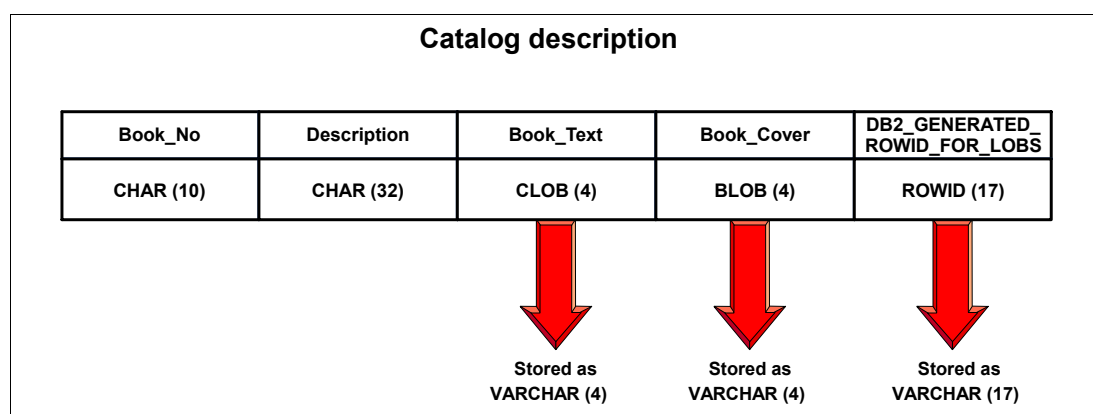 Catalog description
Book_No
Description
Book_Text
Book_Cover
DB2_GENERATED_
ROWID_FOR_LOBS
CHAR (10)
CHAR (32)
CLOB (4)
BLOB (4)
ROWID (17)
Stored as
VARCHAR (4)
Stored as
VARCHAR (4)
Stored as
VARCHAR (17)